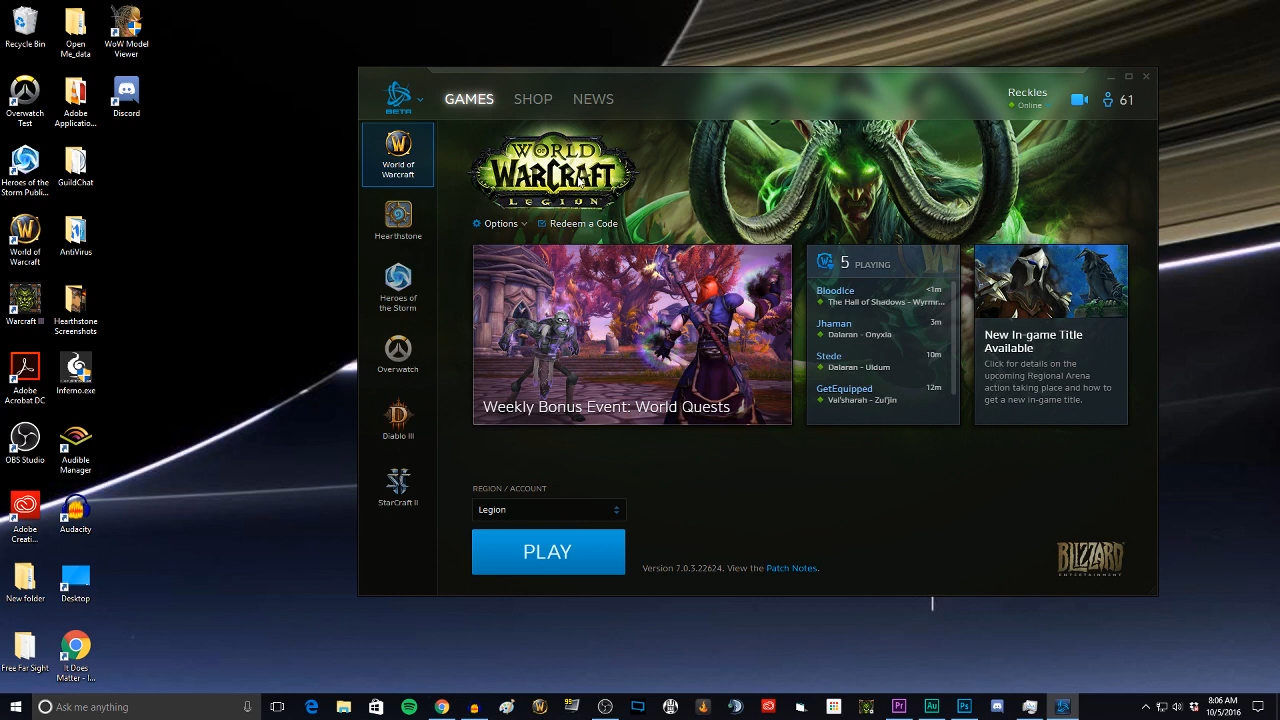 Recycle Bin
Open
Me_data
WoW Model
Viewer
Overwatch
Test
Adobe
Applicatio...
Discord
Heroes of the
Storm Publi...
GuildChat
World of
Warcraft
AntiVirus
Warcraft III
Hearthstone
Screenshots
Adobe
Acrobat DC
Inferno.exe
OBS Studio
Audible
Manager
Adobe
Creati...
Audacity
New folder
Desktop
Free Far Sight
It Does
Matter - I...
BETA
GAMES
SHOP
NEWS
Reckles
Online
61
World of
Warcraft
Hearthstone
Heroes of
the Storm
Overwatch
Diablo III
StarCraft II
WORLD
OF
WARCRAFT
LEGION
Options
Redeem a Code
Weekly Bonus Event: World Quests
5 PLAYING
BloodIce <1m
The Hall of Shadows - Wyrmr...
Jhaman 3m
Dalaran - Onyxia
Stede 10m
Dalaran - Uldum
GetEquipped 12m
Val'sharah - Zul'jin
New In-game Title
Available
Click for details on the
upcoming Regional Arena
action taking place and how to
get a new in-game title.
REGION / ACCOUNT
Legion
PLAY
Version 7.0.3.22624. View the Patch Notes.
BLIZZARD
ENTERTAINMENT
Ask me anything
Pr
Au
Ps
8:06 AM
10/5/2016